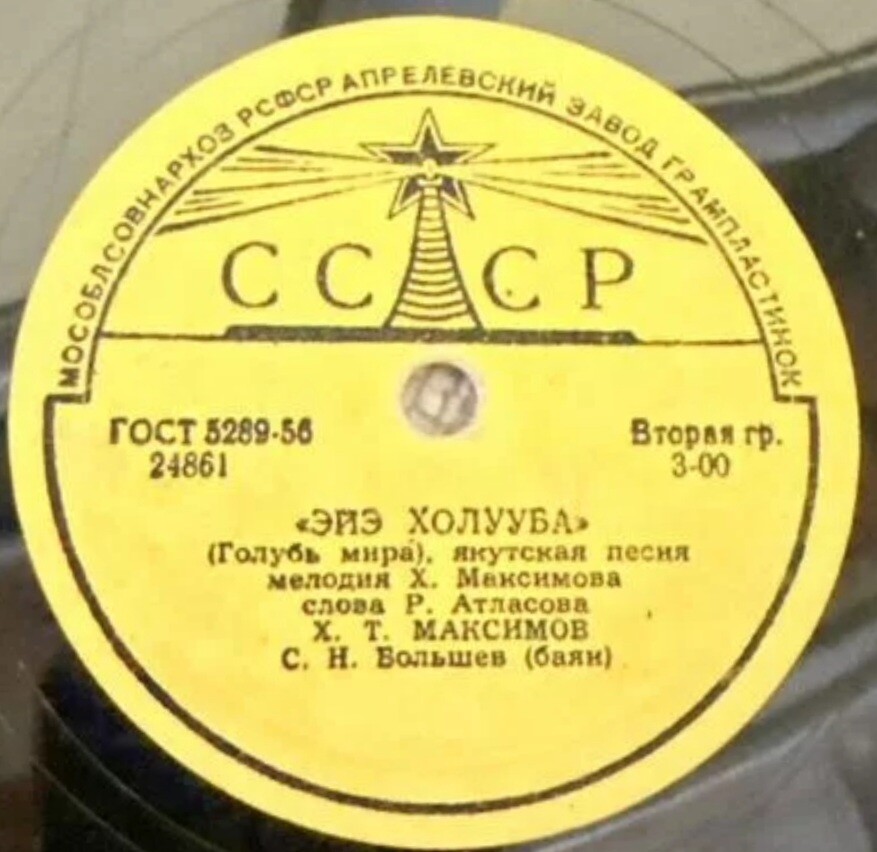 МОСОБЛСОВНАРХОЗ РСФСР АПРЕЛЕВСКИЙ ЗАВОД ГРАМПЛАСТИНОК
СССР
ГОСТ 5289-56
24861
Вторая гр.
3-00
«ЭЙЭ ХОЛУУБА»
(Голубь мира), якутская песня
мелодия Х. Максимова
слова Р. Атласова
Х. Т. МАКСИМОВ
С. Н. Большев (баян)